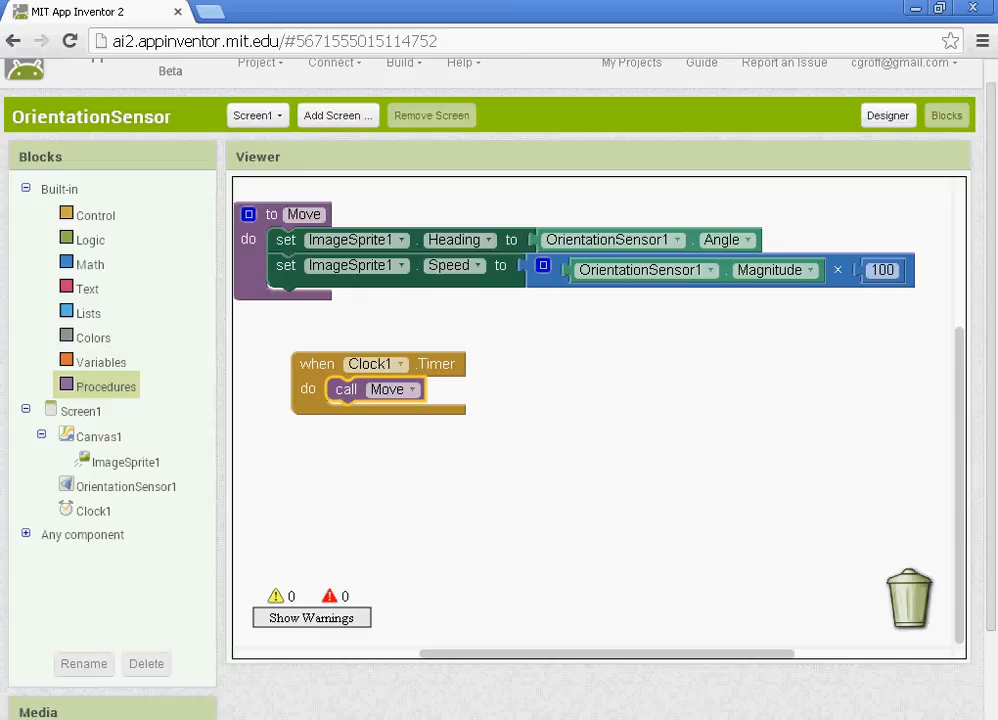 MIT App Inventor 2
ai2.appinventor.mit.edu/#5671555015114752
Project Connect Build Help My Projects Guide Report an Issue cgroff@gmail.com
Beta
OrientationSensor Screen1 Add Screen ... Remove Screen Designer Blocks
Blocks
Viewer
Built-in
Control
Logic
Math
Text
Lists
Colors
Variables
Procedures
Screen1
Canvas1
ImageSprite1
OrientationSensor1
Clock1
Any component
Rename Delete
Media
to Move
do set ImageSprite1 . Heading to OrientationSensor1 . Angle
set ImageSprite1 . Speed to OrientationSensor1 . Magnitude × 100
when Clock1 .Timer
do call Move
0 0
Show Warnings